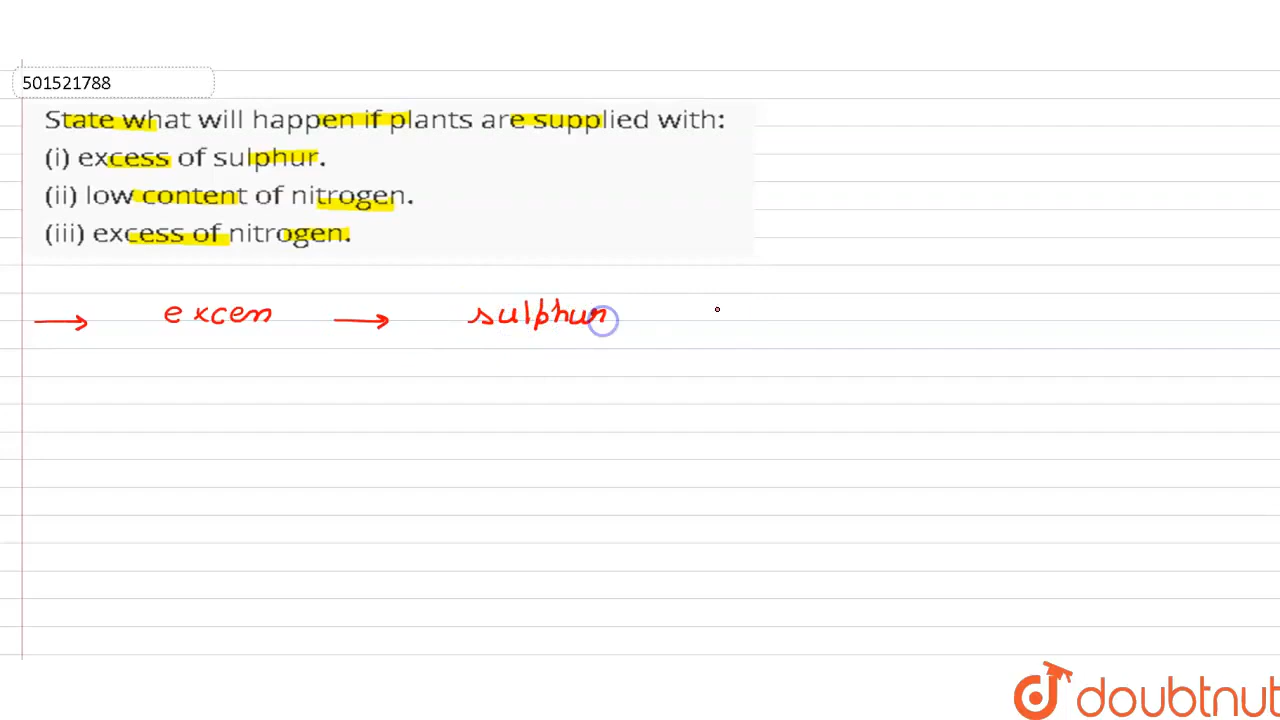 501521788
State what will happen if plants are supplied with:
(i) excess of sulphur.
(ii) low content of nitrogen.
(iii) excess of nitrogen.
→ excess → sulphur
doubtnut